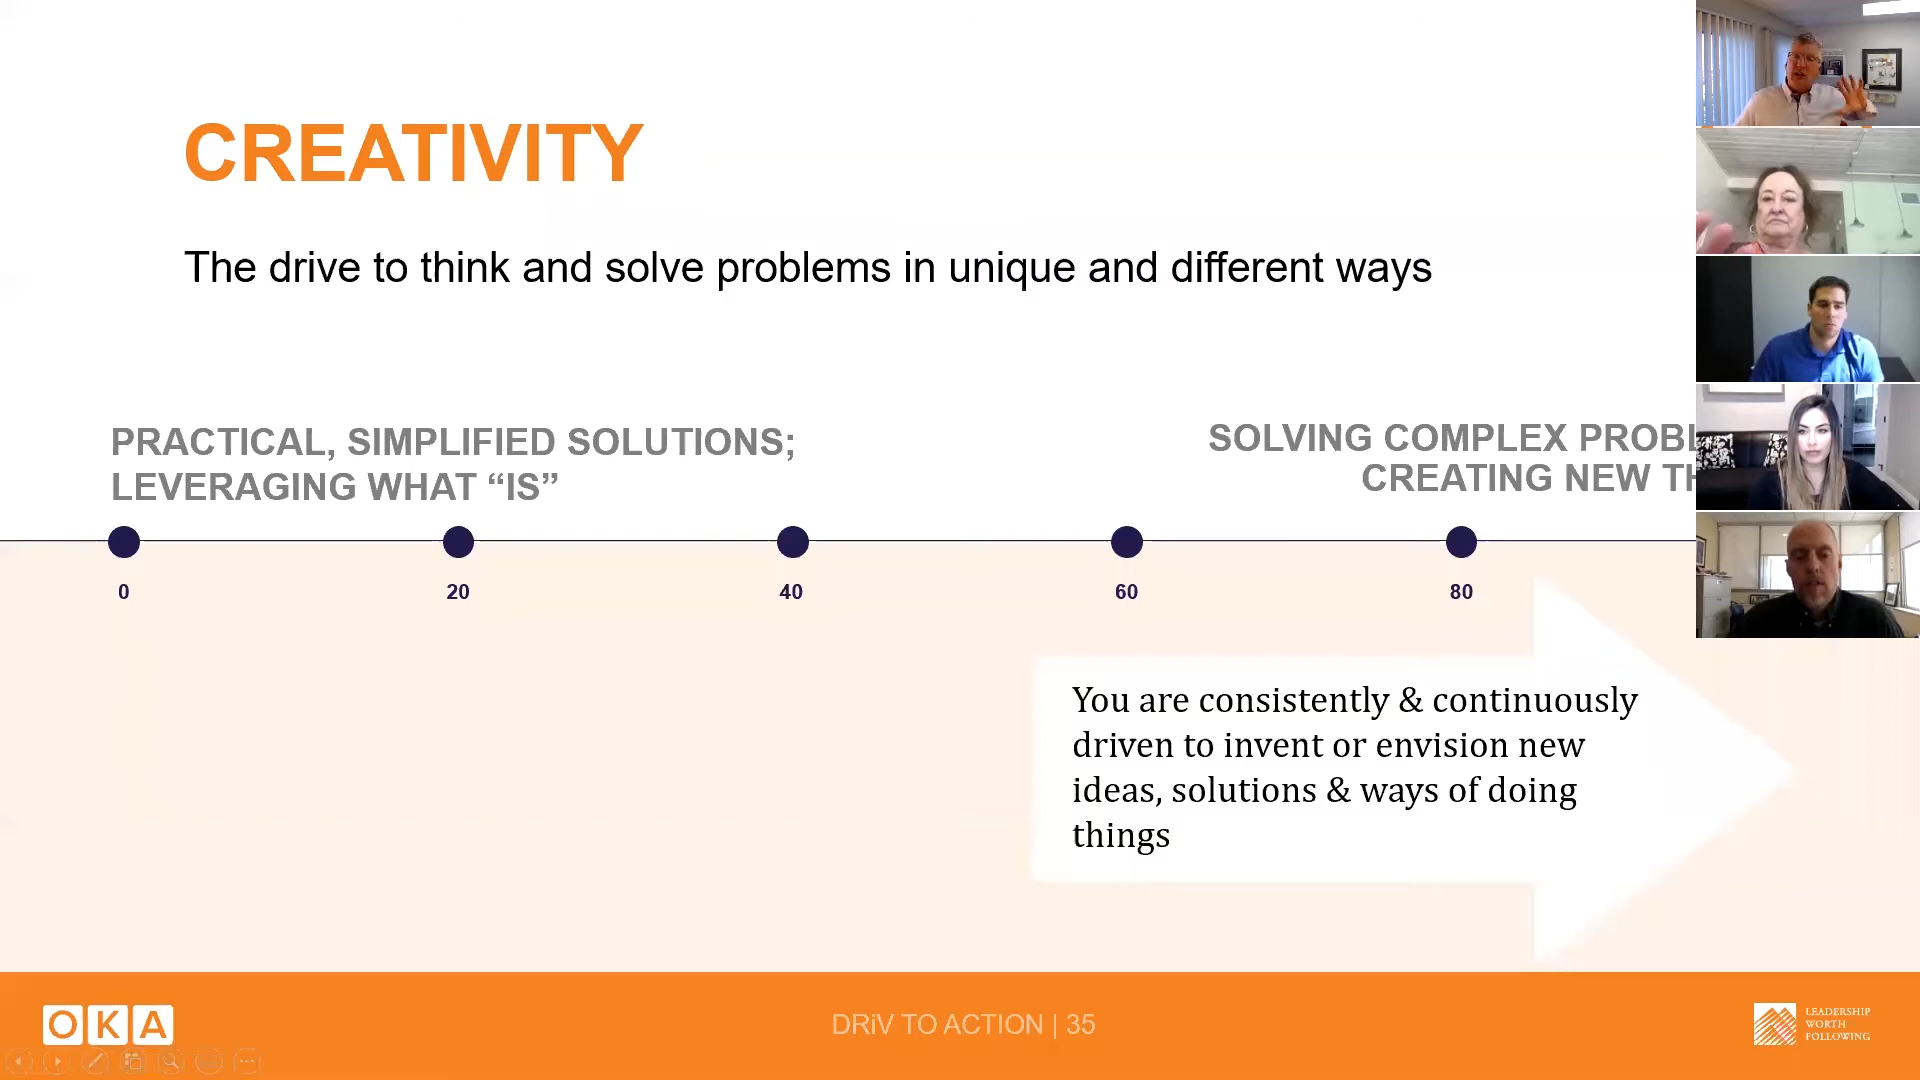 CREATIVITY
The drive to think and solve problems in unique and different ways
PRACTICAL, SIMPLIFIED SOLUTIONS;
LEVERAGING WHAT “IS”
SOLVING COMPLEX
CREATING NEW
0
20
40
60
80
You are consistently & continuously
driven to invent or envision new
ideas, solutions & ways of doing
things
OKA
DRiV TO ACTION | 35
LEADERSHIP
WORTH
FOLLOWING